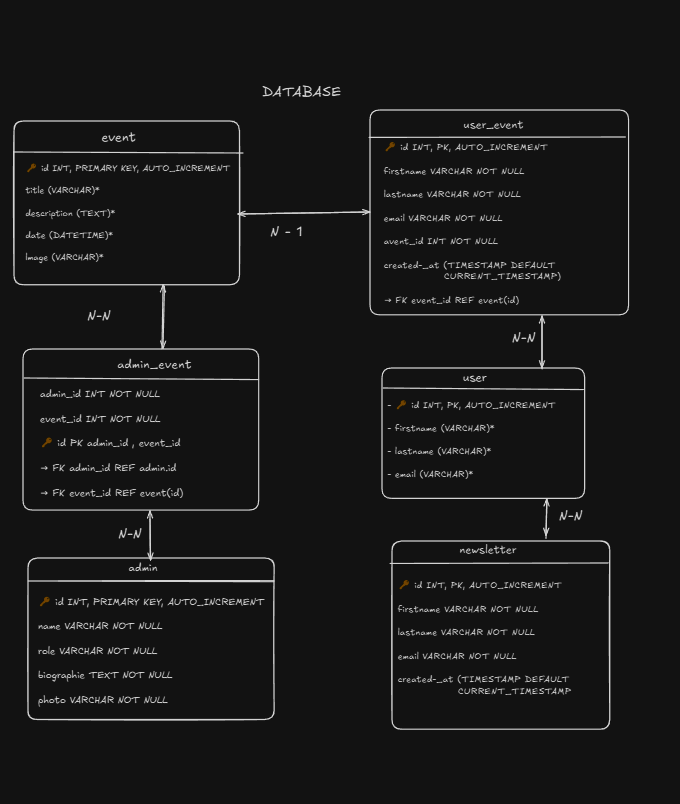 DATABASE
event
🔑 id INT, PRIMARY KEY, AUTO_INCREMENT
title (VARCHAR)*
description (TEXT)*
date (DATETIME)*
Image (VARCHAR)*
N - 1
user_event
🔑 id INT, PK, AUTO_INCREMENT
firstname VARCHAR NOT NULL
lastname VARCHAR NOT NULL
email VARCHAR NOT NULL
avent_id INT NOT NULL
created-_at (TIMESTAMP DEFAULT
CURRENT_TIMESTAMP)
→ FK event_id REF event(id)
N-N
admin_event
admin_id INT NOT NULL
event_id INT NOT NULL
🔑 id PK admin_id , event_id
→ FK admin_id REF admin.id
→ FK event_id REF event(id)
N-N
user
- 🔑 id INT, PK, AUTO_INCREMENT
- firstname (VARCHAR)*
- lastname (VARCHAR)*
- email (VARCHAR)*
N-N
admin
🔑 id INT, PRIMARY KEY, AUTO_INCREMENT
name VARCHAR NOT NULL
role VARCHAR NOT NULL
biographie TEXT NOT NULL
photo VARCHAR NOT NULL
N-N
newsletter
🔑 id INT, PK, AUTO_INCREMENT
firstname VARCHAR NOT NULL
lastname VARCHAR NOT NULL
email VARCHAR NOT NULL
created-_at (TIMESTAMP DEFAULT
CURRENT_TIMESTAMP